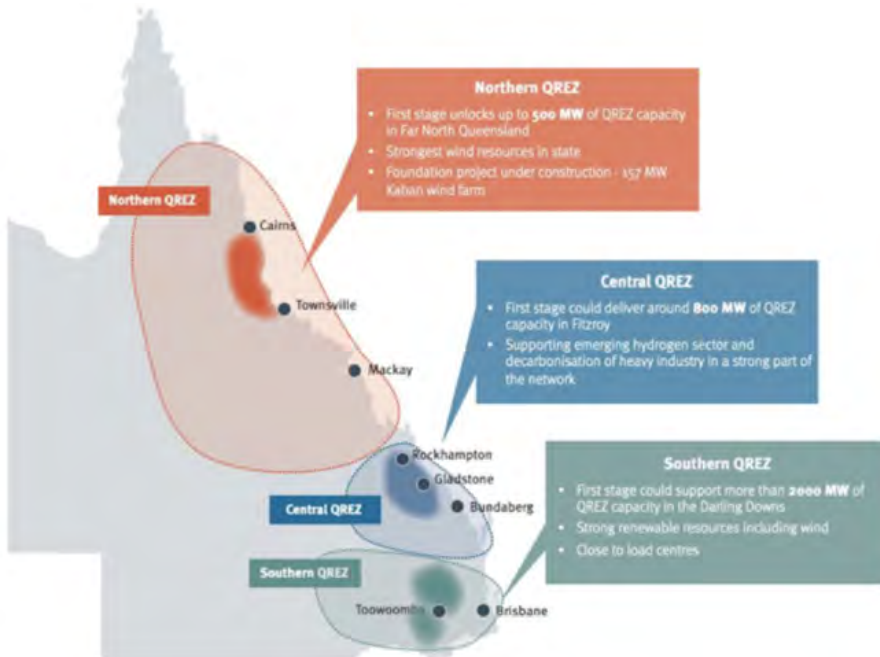 Northern QREZ
• First stage unlocks up to 500 MW of QREZ capacity
in Far North Queensland
• Strongest wind resources in state
• Foundation project under construction - 157 MW
Kaban wind farm
Northern QREZ
Cairns
Townsville
Mackay
Central QREZ
• First stage could deliver around 800 MW of QREZ
capacity in Fitzroy
• Supporting emerging hydrogen sector and
decarbonisation of heavy industry in a strong part of
the network
Rockhampton
Gladstone
Bundaberg
Central QREZ
Southern QREZ
• First stage could support more than 2000 MW of
QREZ capacity in the Darling Downs
• Strong renewable resources including wind
• Close to load centres
Southern QREZ
Toowoomba
Brisbane